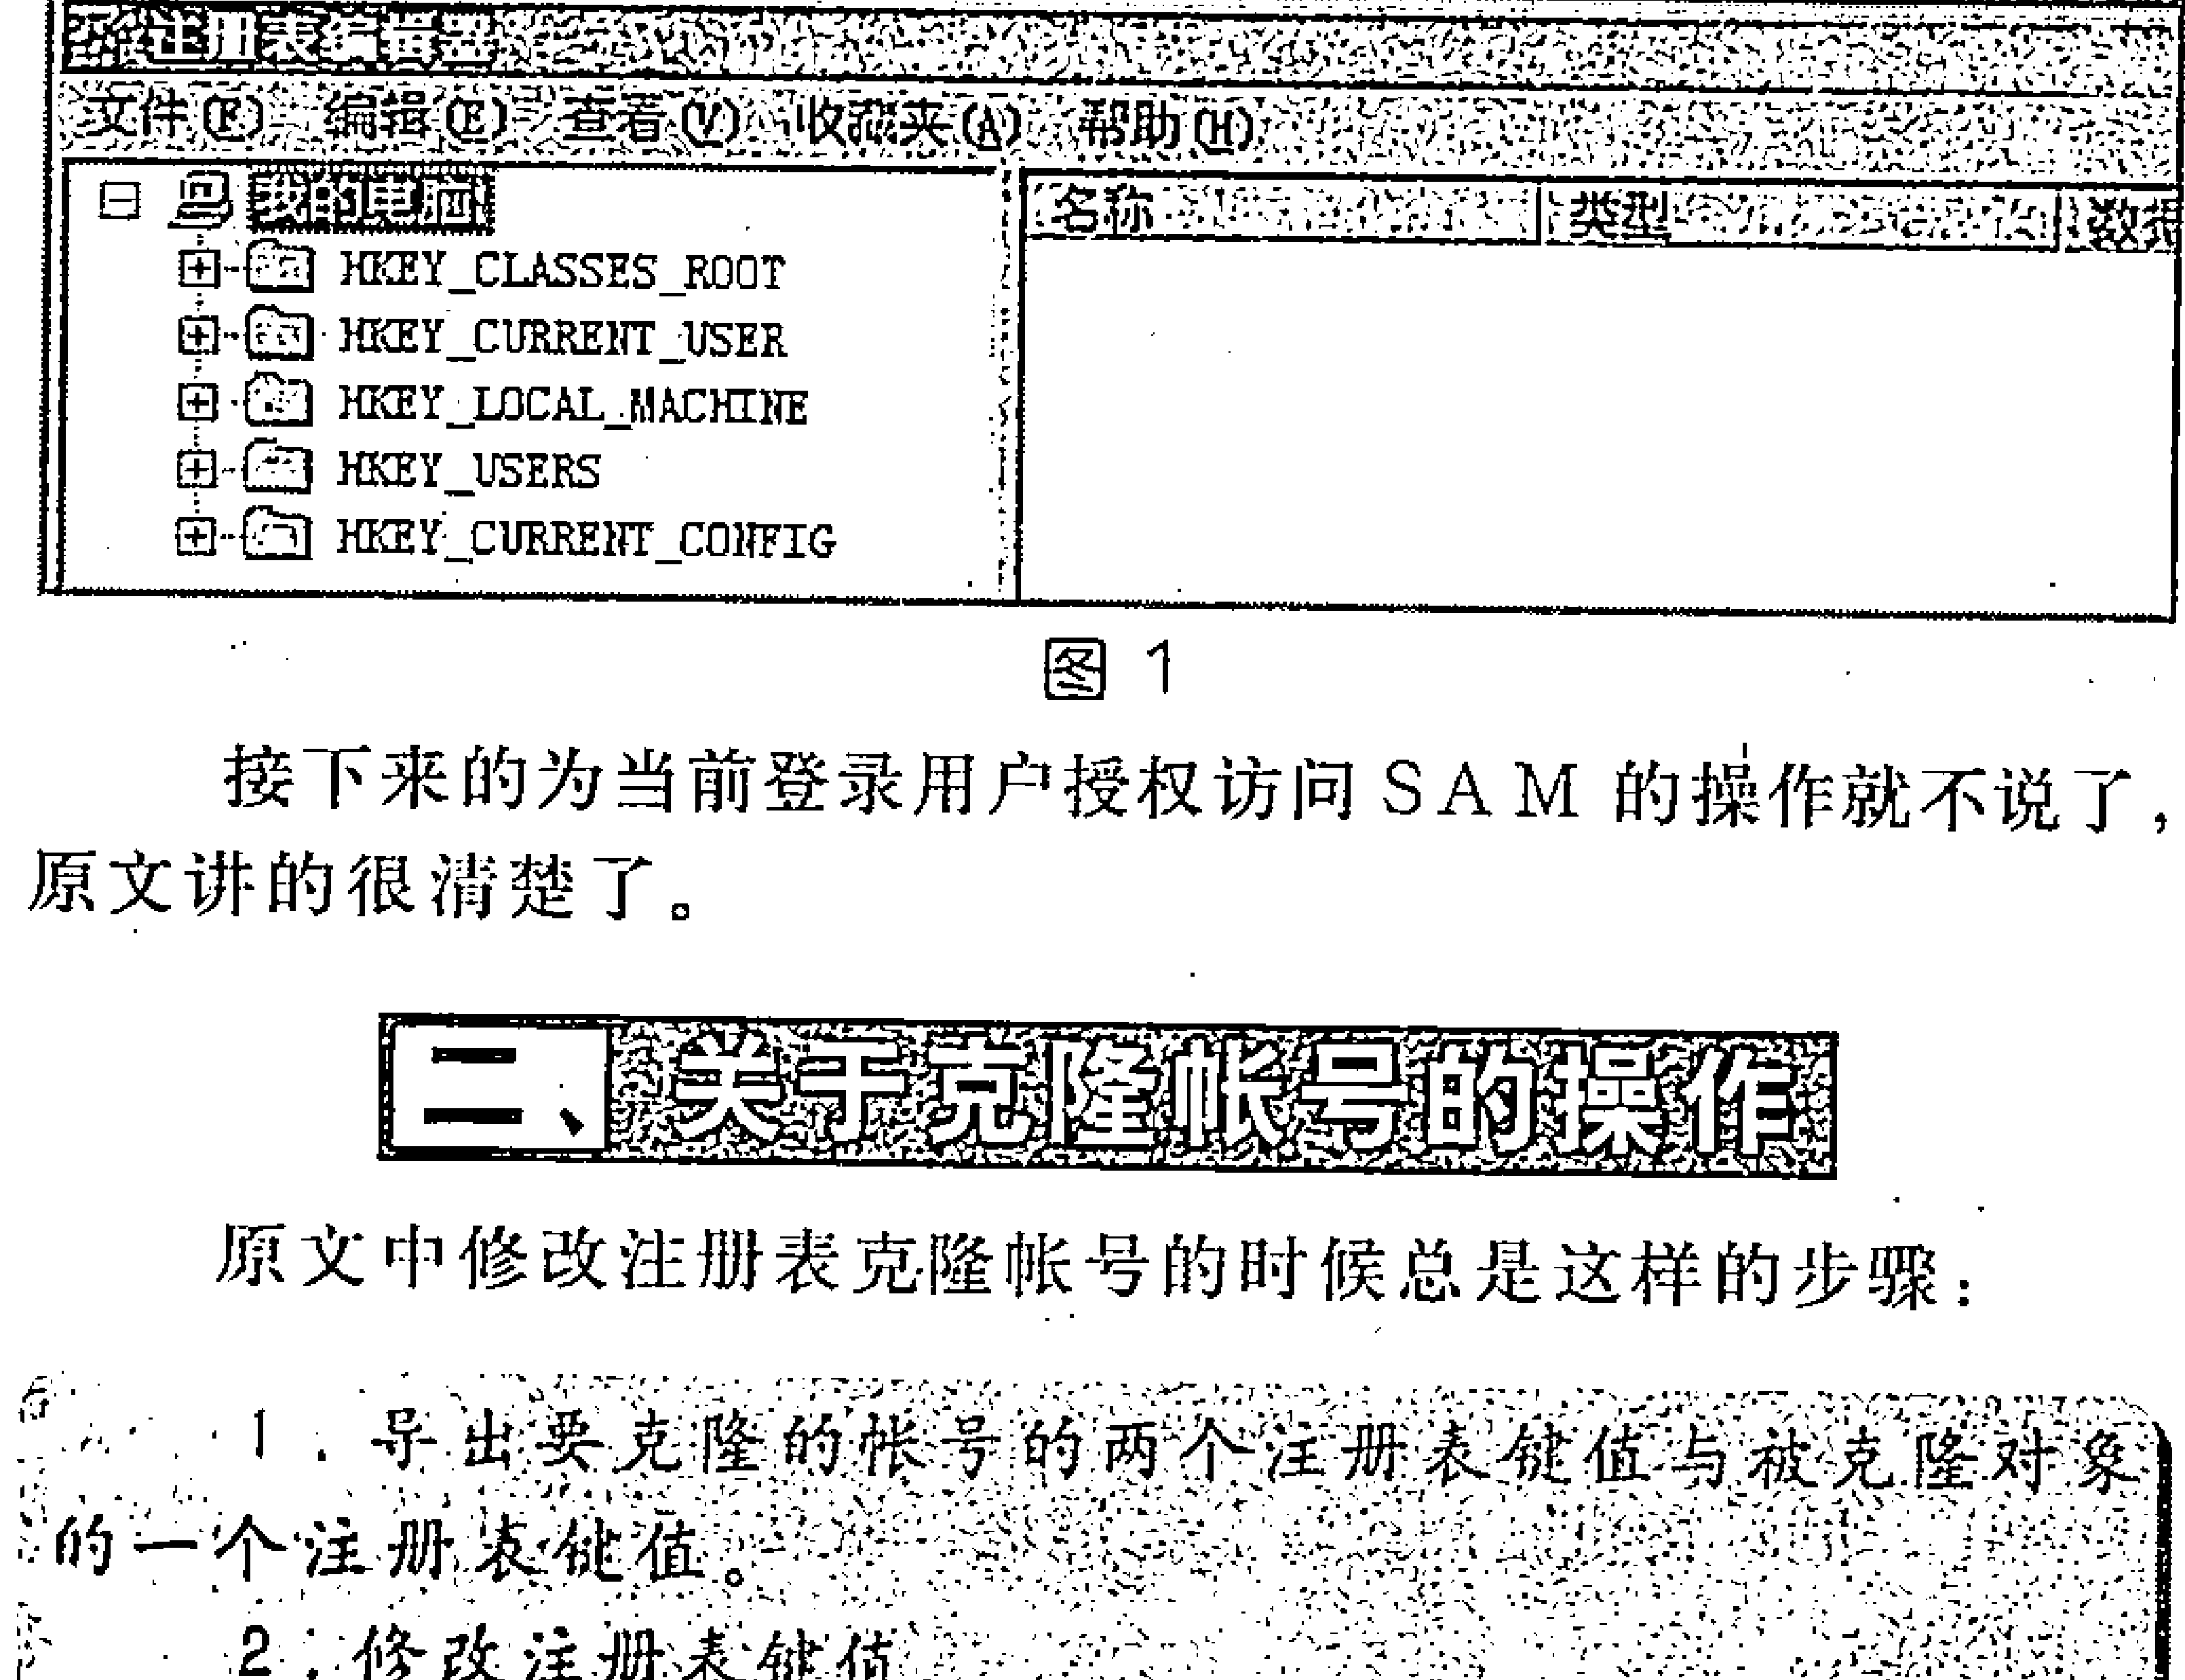 注册表编辑器
文件(F) 编辑(E) 查看(V) 收藏夹(A) 帮助(H)
我的电脑 名称 类型 数据
HKEY_CLASSES_ROOT
HKEY_CURRENT_USER
HKEY_LOCAL_MACHINE
HKEY_USERS
HKEY_CURRENT_CONFIG
图 1
接下来的为当前登录用户授权访问SAM的操作就不说了，
原文讲的很清楚了。
二、关于克隆帐号的操作
原文中修改注册表克隆帐号的时候总是这样的步骤：
1．导出要克隆的帐号的两个注册表键值与被克隆对象
的一个注册表键值。
2．修改注册表键值